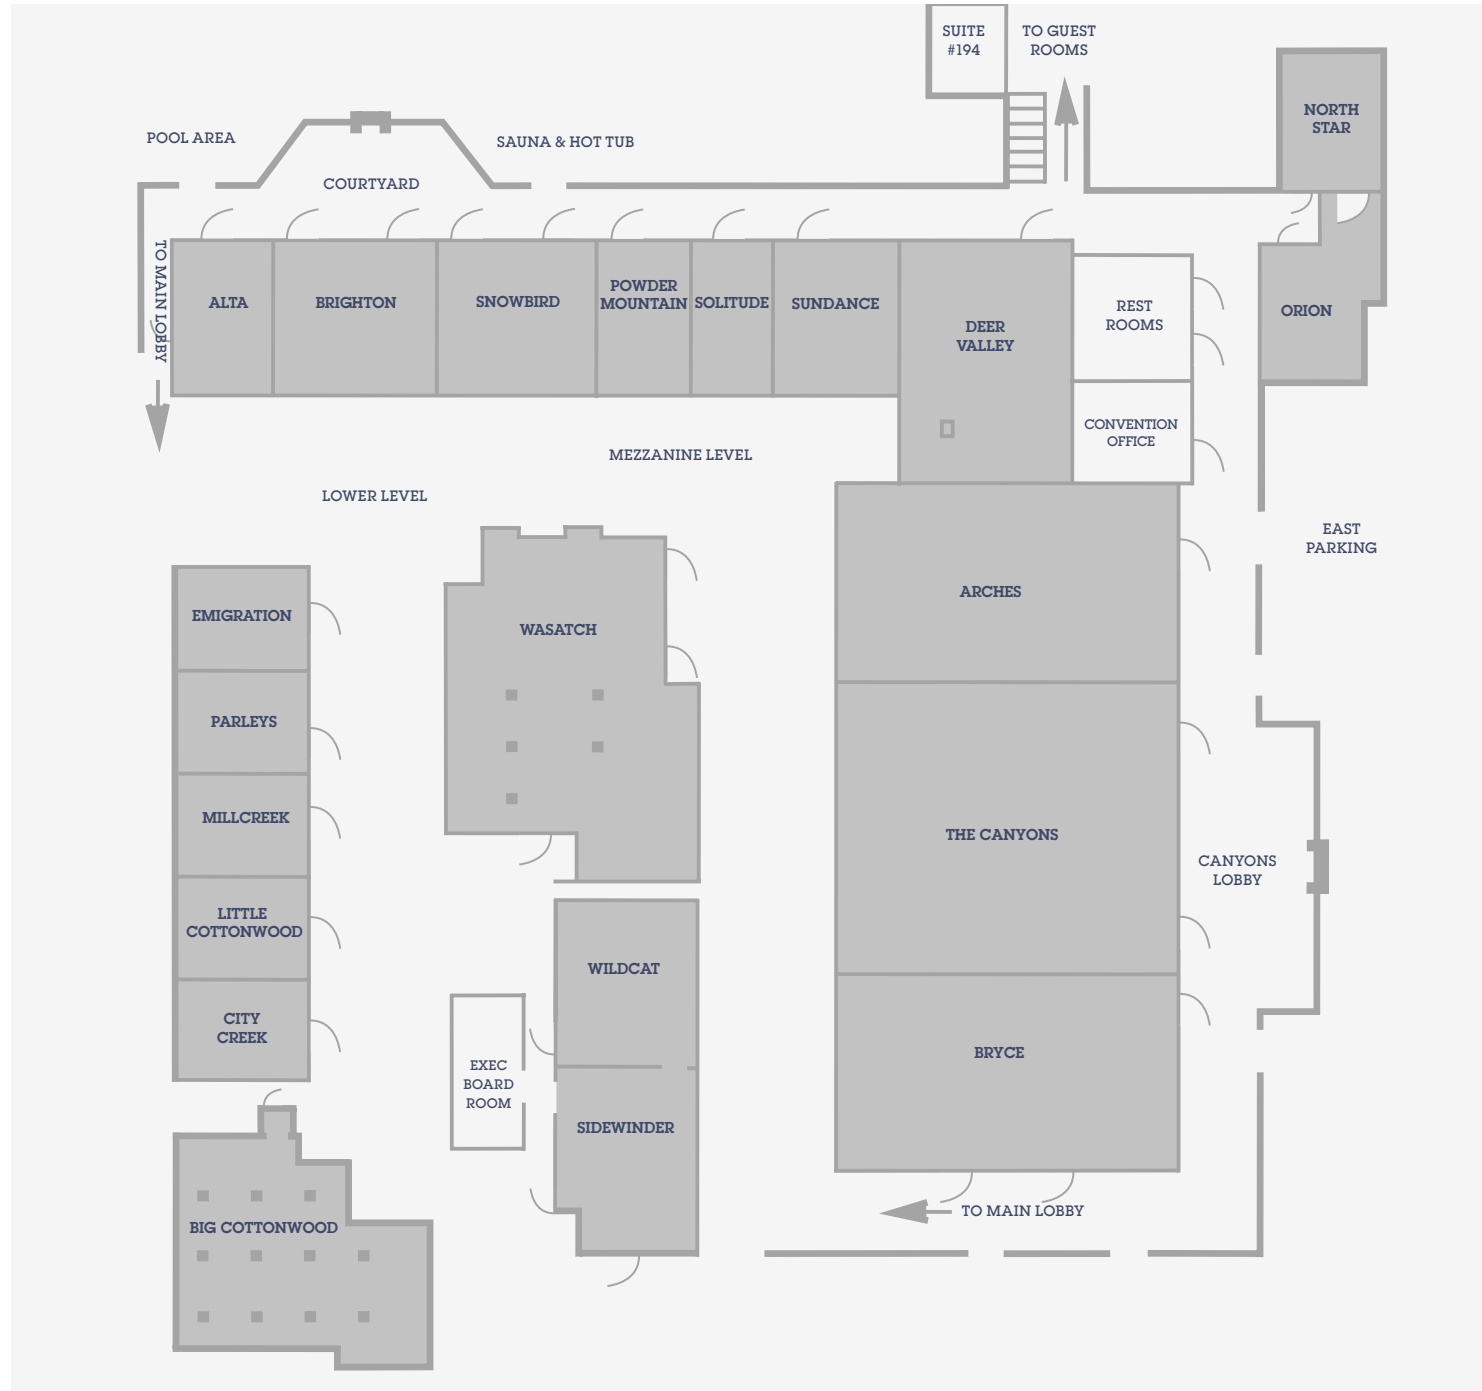 SUITE
#194
TO GUEST
ROOMS
NORTH
STAR
POOL AREA
SAUNA & HOT TUB
COURTYARD
TO MAIN LOBBY
ALTA
BRIGHTON
SNOWBIRD
POWDER
MOUNTAIN
SOLITUDE
SUNDANCE
DEER
VALLEY
REST
ROOMS
ORION
CONVENTION
OFFICE
MEZZANINE LEVEL
LOWER LEVEL
EAST
PARKING
EMIGRATION
WASATCH
ARCHES
PARLEYS
MILLCREEK
THE CANYONS
CANYONS
LOBBY
LITTLE
COTTONWOOD
WILDCAT
CITY
CREEK
EXEC
BOARD
ROOM
BRYCE
SIDEWINDER
BIG COTTONWOOD
TO MAIN LOBBY